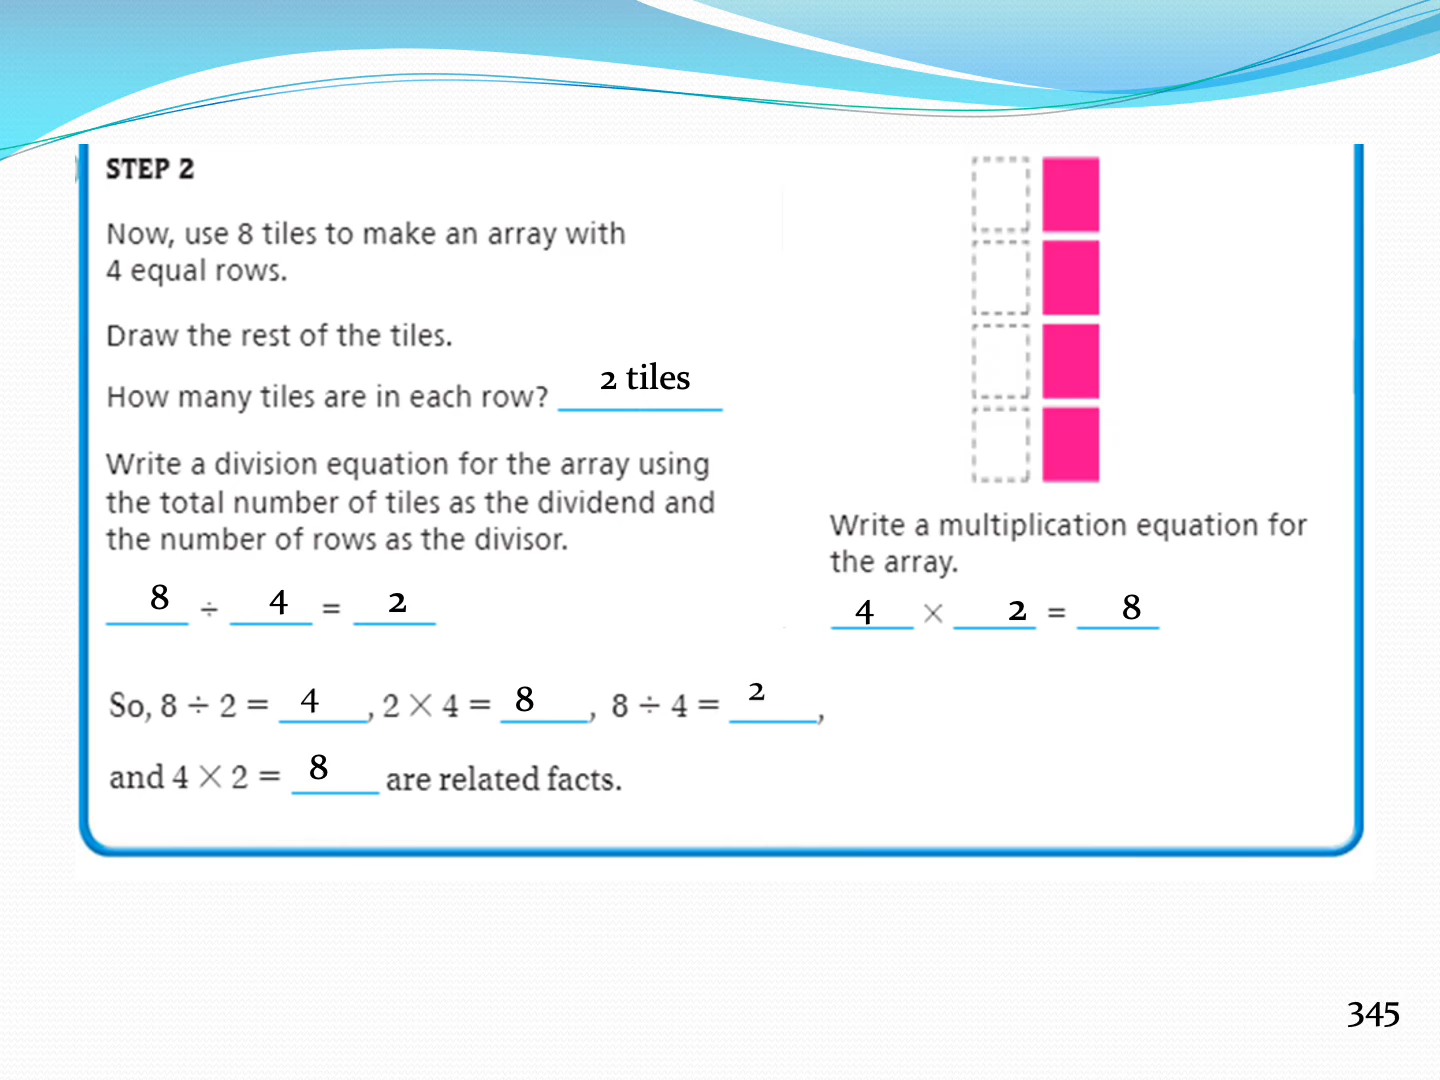 STEP 2
Now, use 8 tiles to make an array with
4 equal rows.
Draw the rest of the tiles.
How many tiles are in each row? 2 tiles
Write a division equation for the array using
the total number of tiles as the dividend and
the number of rows as the divisor.
8 ÷ 4 = 2
Write a multiplication equation for
the array.
4 × 2 = 8
So, 8 ÷ 2 = 4, 2 × 4 = 8, 8 ÷ 4 = 2,
and 4 × 2 = 8 are related facts.
345